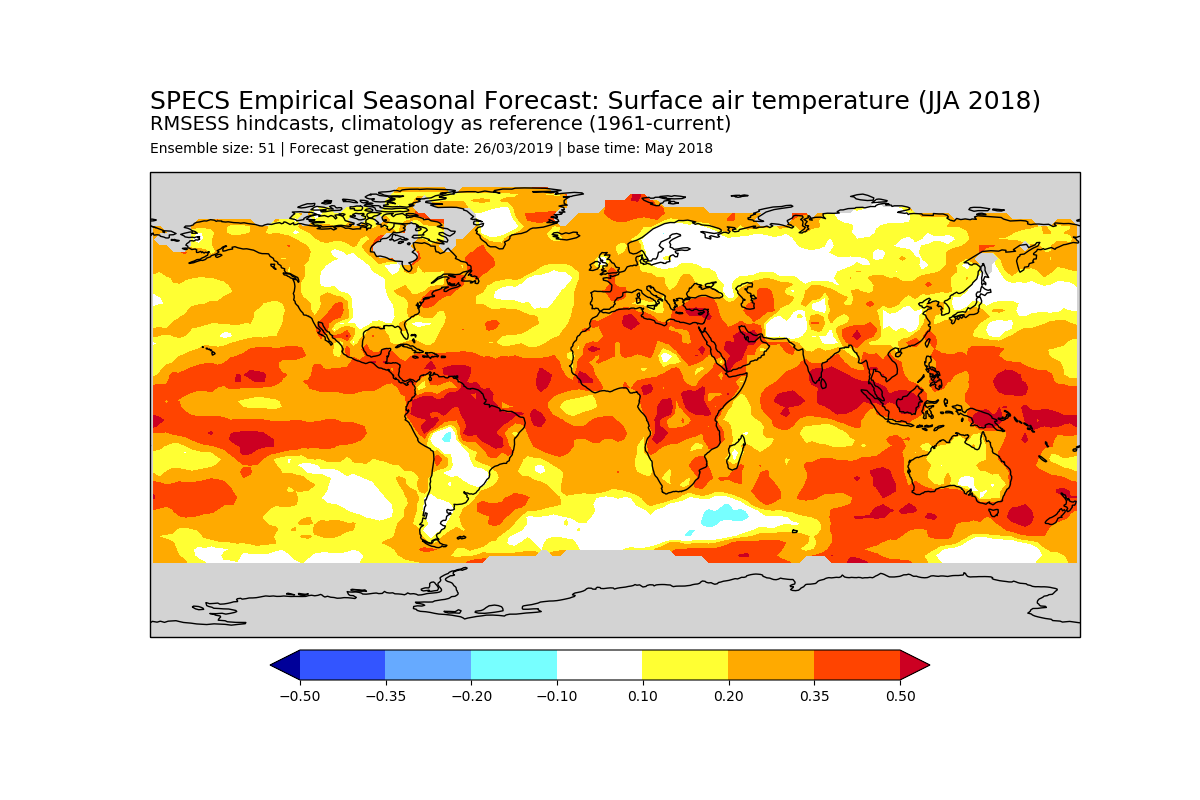 SPECS Empirical Seasonal Forecast: Surface air temperature (JJA 2018)
RMSESS hindcasts, climatology as reference (1961-current)
Ensemble size: 51 | Forecast generation date: 26/03/2019 | base time: May 2018
−0.50 −0.35 −0.20 −0.10 0.10 0.20 0.35 0.50